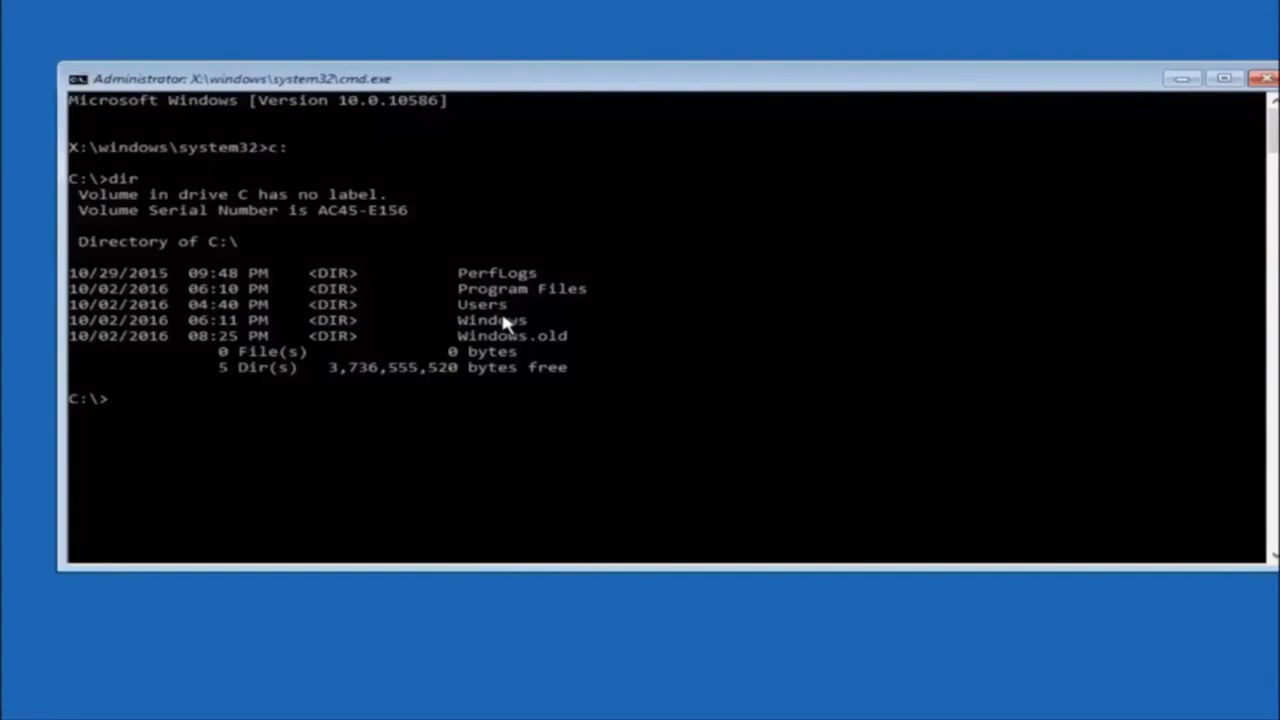 Administrator: X:\windows\system32\cmd.exe
Microsoft Windows [Version 10.0.10586]
X:\windows\system32>c:
C:\>dir
Volume in drive C has no label.
Volume Serial Number is AC45-E156
Directory of C:\
10/29/2015 09:48 PM <DIR> PerfLogs
10/02/2016 06:10 PM <DIR> Program Files
10/02/2016 04:40 PM <DIR> Users
10/02/2016 06:11 PM <DIR> Windows
10/02/2016 08:25 PM <DIR> Windows.old
0 File(s) 0 bytes
5 Dir(s) 3,736,555,520 bytes free
C:\>